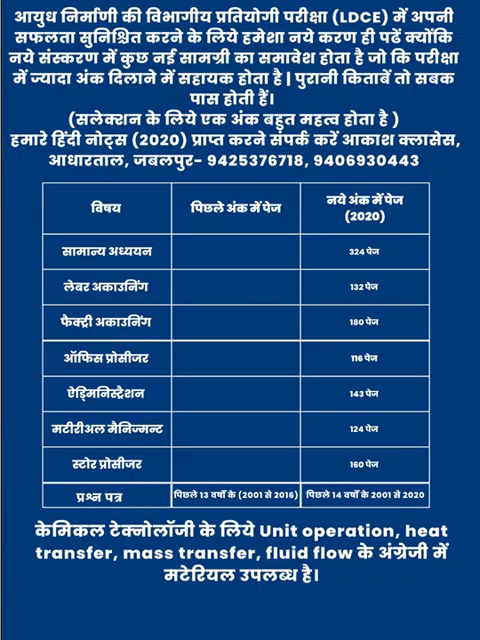 आयुध निर्माणी की विभागीय प्रतियोगी परीक्षा (LDCE) में अपनी
सफलता सुनिश्चित करने के लिये हमेशा नये करण ही पढें क्योंकि
नये संस्करण में कुछ नई सामग्री का समावेश होता है जो कि परीक्षा
में ज्यादा अंक दिलाने में सहायक होता है | पुरानी किताबें तो सबक
पास होती हैं।
(सलेक्शन के लिये एक अंक बहुत महत्व होता है )
हमारे हिंदी नोट्स (2020) प्राप्त करने संपर्क करें आकाश क्लासेस,
आधारताल, जबलपुर- 9425376718, 9406930443
विषय पिछले अंक में पेज नये अंक में पेज (2020)
सामान्य अध्ययन 324 पेज
लेबर अकाउनिंग 132 पेज
फैक्ट्री अकाउनिंग 180 पेज
ऑफिस प्रोसीजर 116 पेज
ऐड्मिनिस्ट्रैशन 143 पेज
मटीरीअल मैनिज्मन्ट 124 पेज
स्टोर प्रोसीजर 160 पेज
प्रश्न पत्र पिछले 13 वर्षों के (2001 से 2016) पिछले 14 वर्षों के 2001 से 2020
केमिकल टेक्नोलॉजी के लिये Unit operation, heat
transfer, mass transfer, fluid flow के अंग्रेजी में
मटेरियल उपलब्ध है।